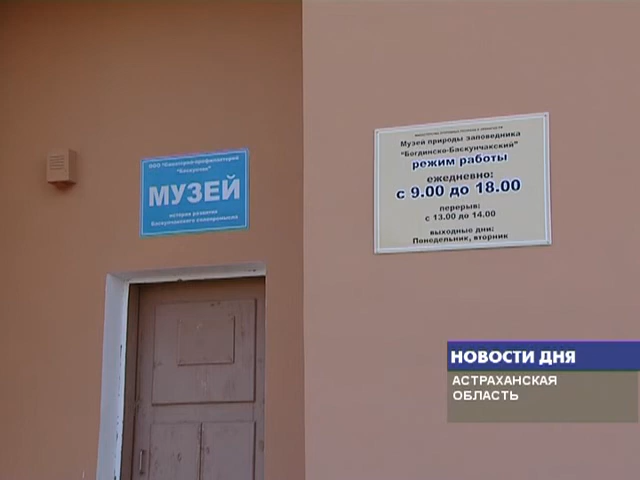 ООО "Санаторий-профилакторий
"Баскунчак"
МУЗЕЙ
история развития
Баскунчакского солепромысла
Музей природы заповедника
"Богдинско-Баскунчакский"
режим работы
ежедневно:
с 9.00 до 18.00
перерыв:
с 13.00 до 14.00
выходные дни:
Понедельник, вторник
НОВОСТИ ДНЯ
АСТРАХАНСКАЯ
ОБЛАСТЬ